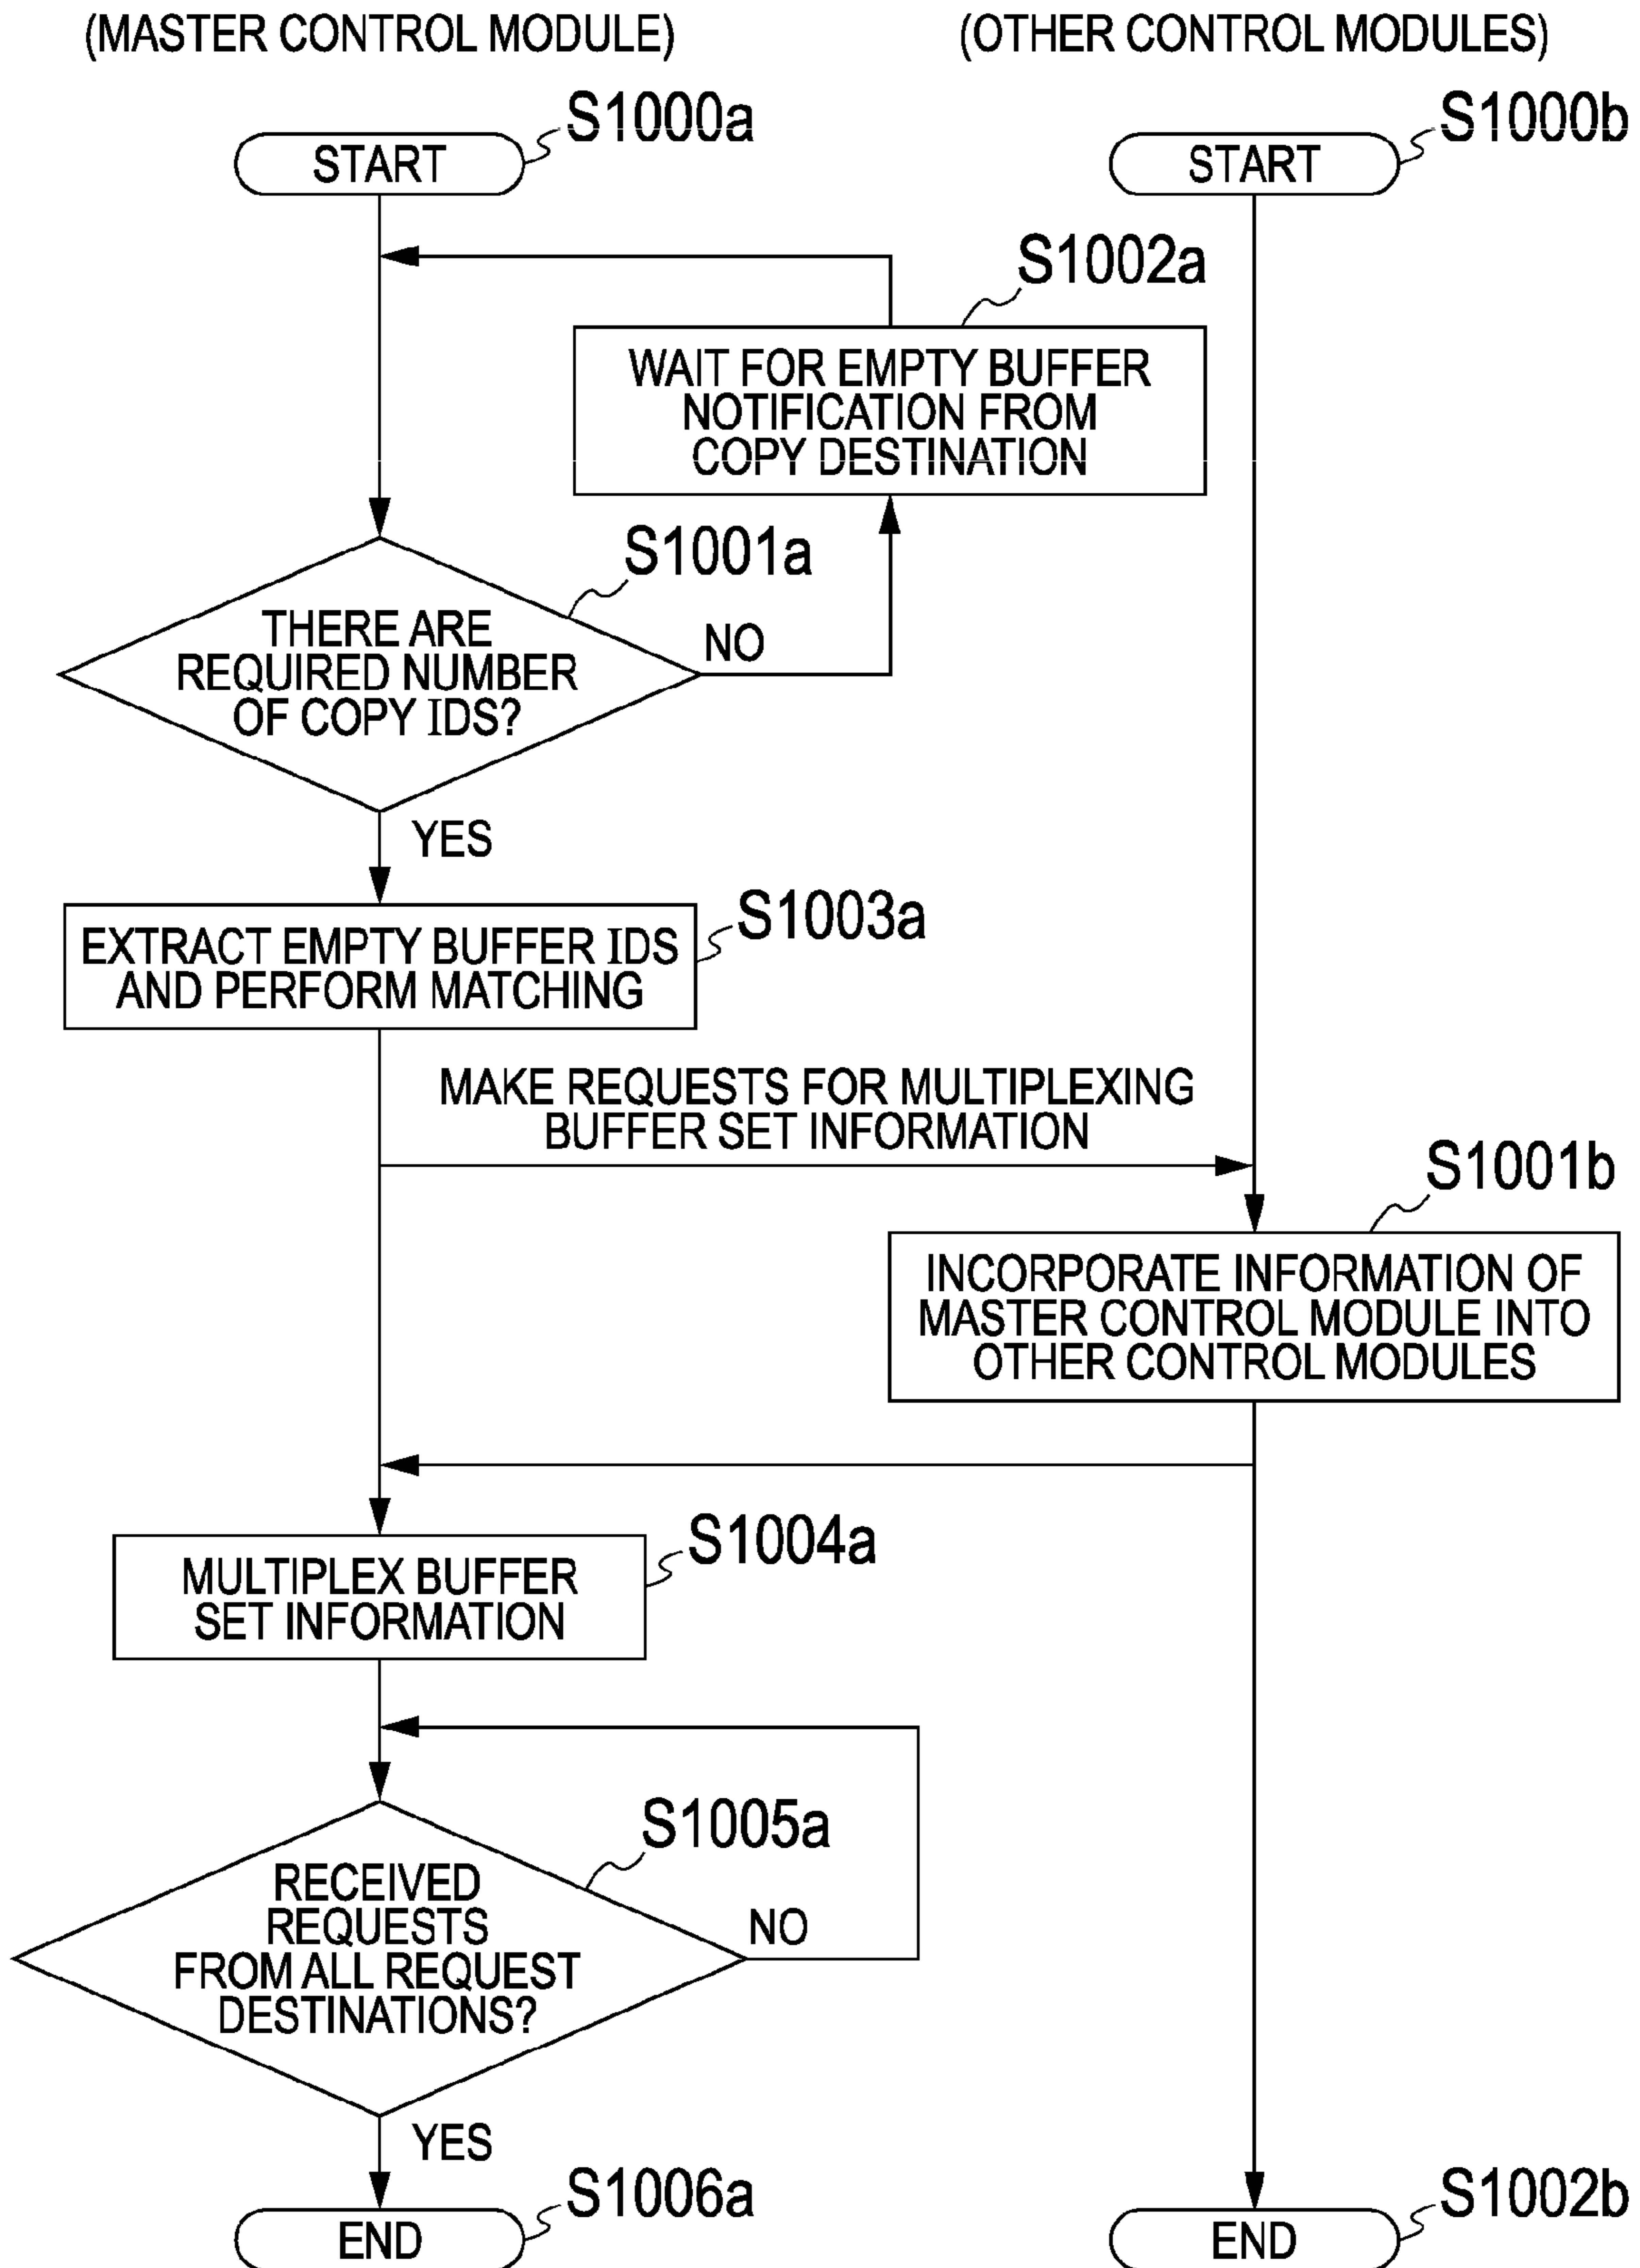 (MASTER CONTROL MODULE)
(OTHER CONTROL MODULES)
S1000a
S1000b
START
START
S1002a
WAIT FOR EMPTY BUFFER
NOTIFICATION FROM
COPY DESTINATION
S1001a
THERE ARE
REQUIRED NUMBER
OF COPY IDS?
NO
YES
S1003a
EXTRACT EMPTY BUFFER IDS
AND PERFORM MATCHING
MAKE REQUESTS FOR MULTIPLEXING
BUFFER SET INFORMATION
S1001b
INCORPORATE INFORMATION OF
MASTER CONTROL MODULE INTO
OTHER CONTROL MODULES
S1004a
MULTIPLEX BUFFER
SET INFORMATION
S1005a
RECEIVED
REQUESTS
FROM ALL REQUEST
DESTINATIONS?
NO
YES
S1006a
S1002b
END
END